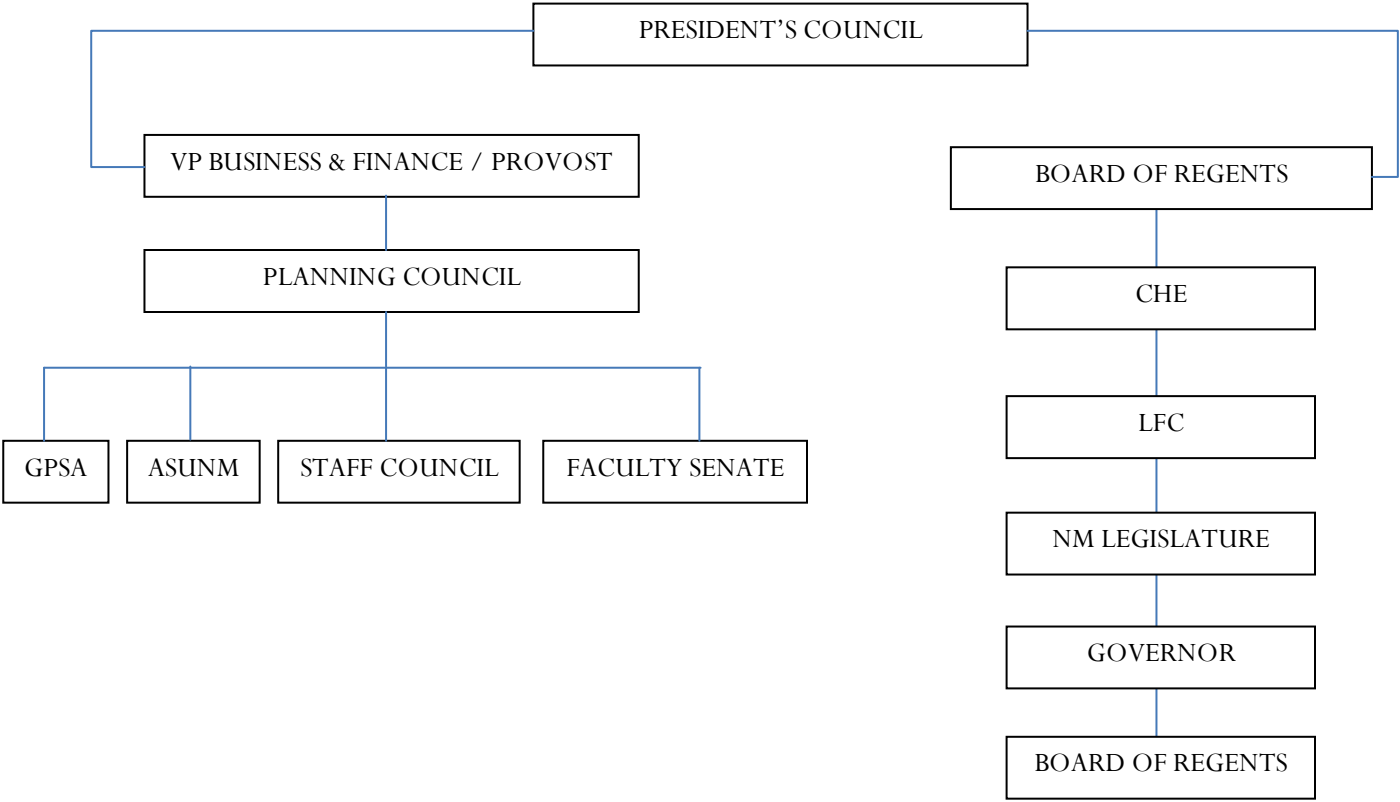 PRESIDENT’S COUNCIL
VP BUSINESS & FINANCE / PROVOST
PLANNING COUNCIL
GPSA
ASUNM
STAFF COUNCIL
FACULTY SENATE
BOARD OF REGENTS
CHE
LFC
NM LEGISLATURE
GOVERNOR
BOARD OF REGENTS